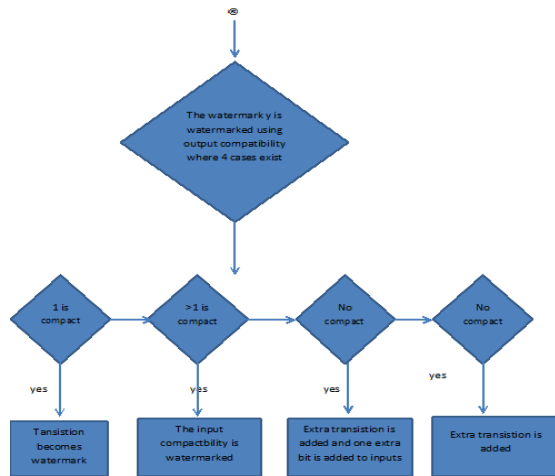 The watermark y is
watermarked using
output compatibility
where 4 cases exist
1 is
compact
>1 is
compact
No
compact
No
compact
yes
yes
yes
yes
Tansistion
becomes
watermark
The input
compactbility is
watermarked
Extra transistion is
added and one extra
bit is added to inputs
Extra transistion is
added